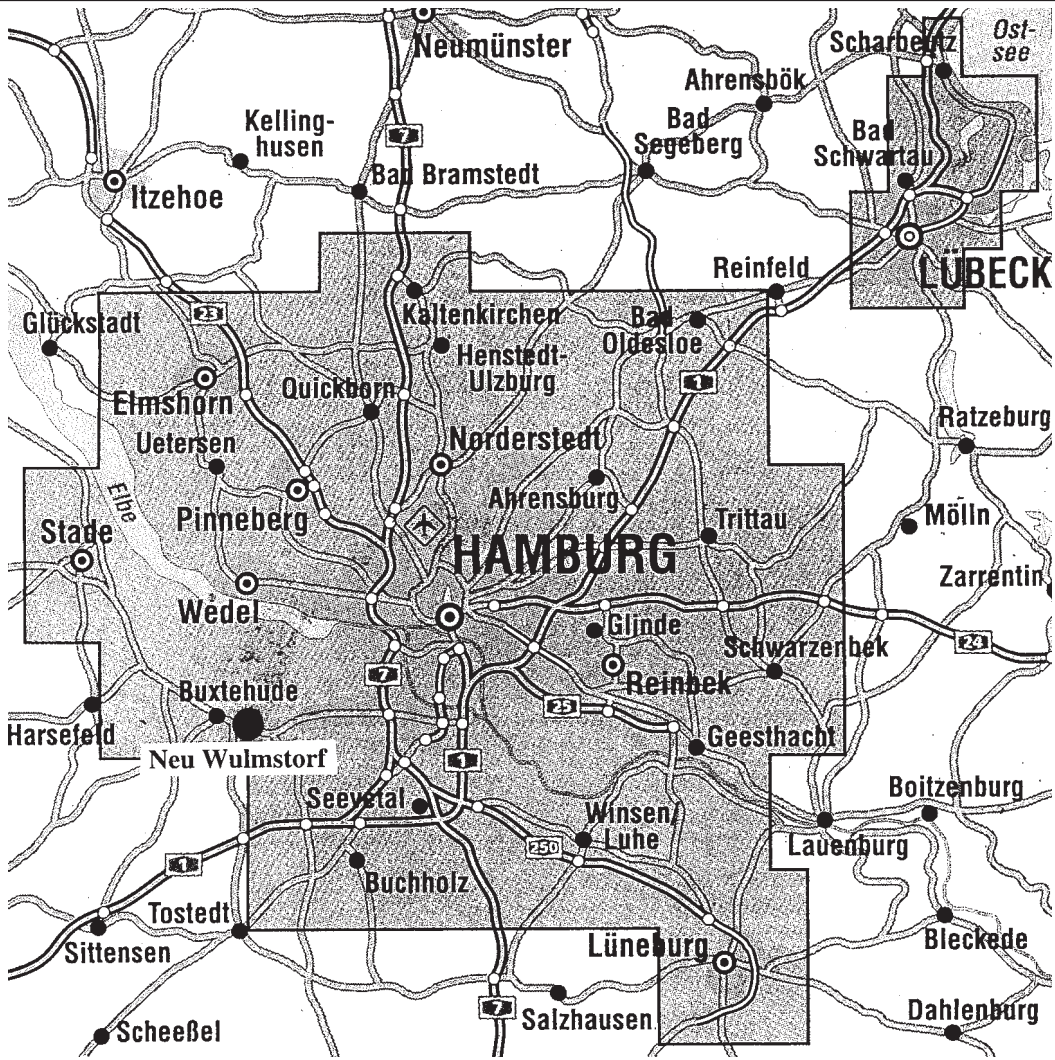 Neumünster
Scharbeutz
Ost-
see
Ahrensbök
Kelling-
husen
Bad
Segeberg
Bad
Schwartau
7
Itzehoe
Bad Bramstedt
LÜBECK
Reinfeld
Glückstadt
23
Kaltenkirchen
Bad
Oldesloe
Henstedt-
Ulzburg
Elmshorn
Quickborn
1
Uetersen
Norderstedt
Ratzeburg
Elbe
Ahrensburg
Pinneberg
Trittau
Mölln
Stade
HAMBURG
Zarrentin
Wedel
Glinde
24
Schwarzenbek
7
Reinbek
Buxtehude
25
Harsefeld
Geesthacht
Neu Wulmstorf
1
Boitzenburg
Seevetal
Winsen/
Luhe
250
Lauenburg
1
Buchholz
Tostedt
Sittensen
Lüneburg
Bleckede
7
Salzhausen
Dahlenburg
Scheeßel